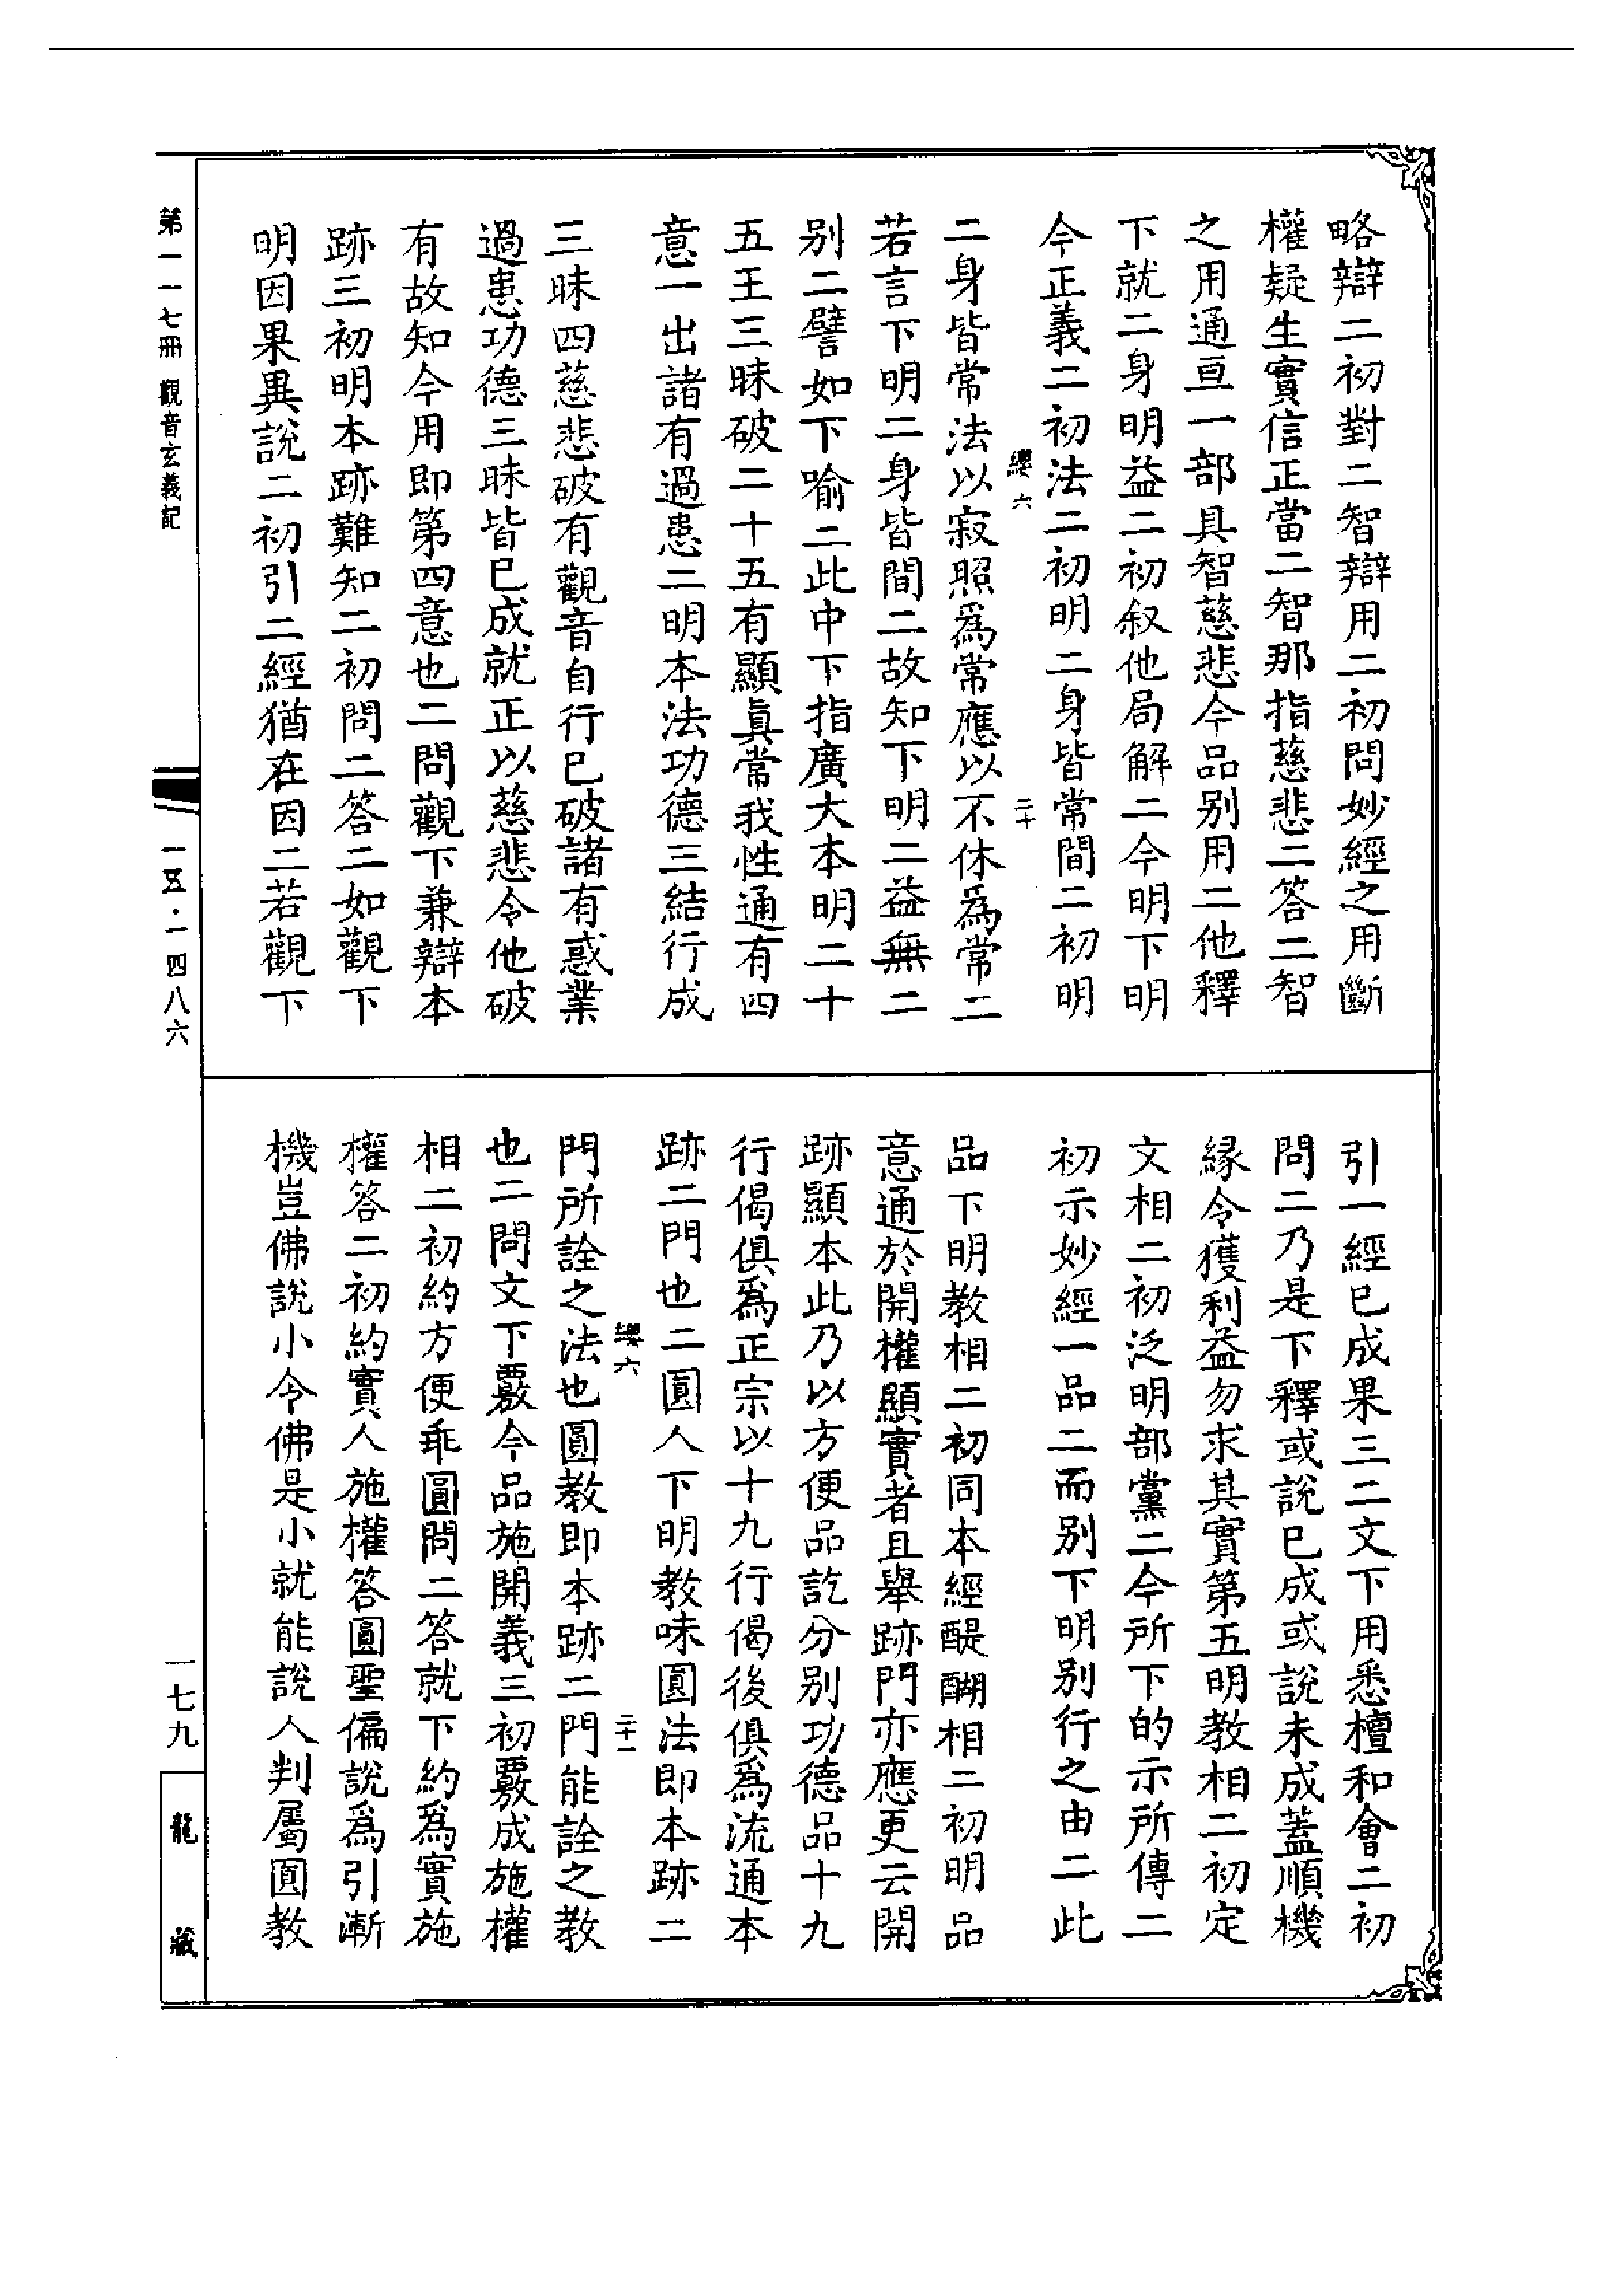 略辯二初對二智辯用二初問妙經之用斷
權疑生實信正當二智那指慈悲二答二智
之用通亘一部具智慈悲今品別用二他釋
下就二身明益二初叙他局解二今明下明
今正義二初法二初明二身皆常間二初明
纓六
二十
二身皆常法以寂照爲常應以不休爲常二
若言下明二身皆間二故知下明二益無二
别二譬如下喻二此中下指廣大本明二十
五王三昧破二十五有顯眞常我性通有四
意一出諸有過患二明本法功德三結行成
三昧四慈悲破有觀音自行已破諸有惑業
過患功德三昧皆已成就正以慈悲令他破
有故知今用即第四意也二問觀下兼辯本
跡三初明本跡難知二初問二答二如觀下
明因果異說二初引二經猶在因二若觀下
引一經已成果三二文下用悉檀和會二初
問二乃是下釋或說已成或說未成蓋順機
縁令獲利益勿求其實第五明教相二初定
文相二初泛明部黨二今所下的示所傳二
初示妙經一品二而别下明别行之由二此
品下明教相二初同本經醍醐相二初明品
意通於開權顯實者且舉跡門亦應更云開
跡顯本此乃以方便品訖分别功德品十九
行偈俱爲正宗以十九行偈後俱爲流通本
跡二門也二圓人下明教味圓法即本跡二
纓六
二十一
門所詮之法也圓教即本跡二門能詮之教
也二問文下覈今品施開義三初覈成施權
相二初約方便乖圓問二答就下約爲實施
權答二初約實人施權答圓聖偏說爲引漸
機豈佛説小令佛是小就能說人判屬圓教
第一一七冊 觀音玄義記
一五·一四八六
一七九
龍藏